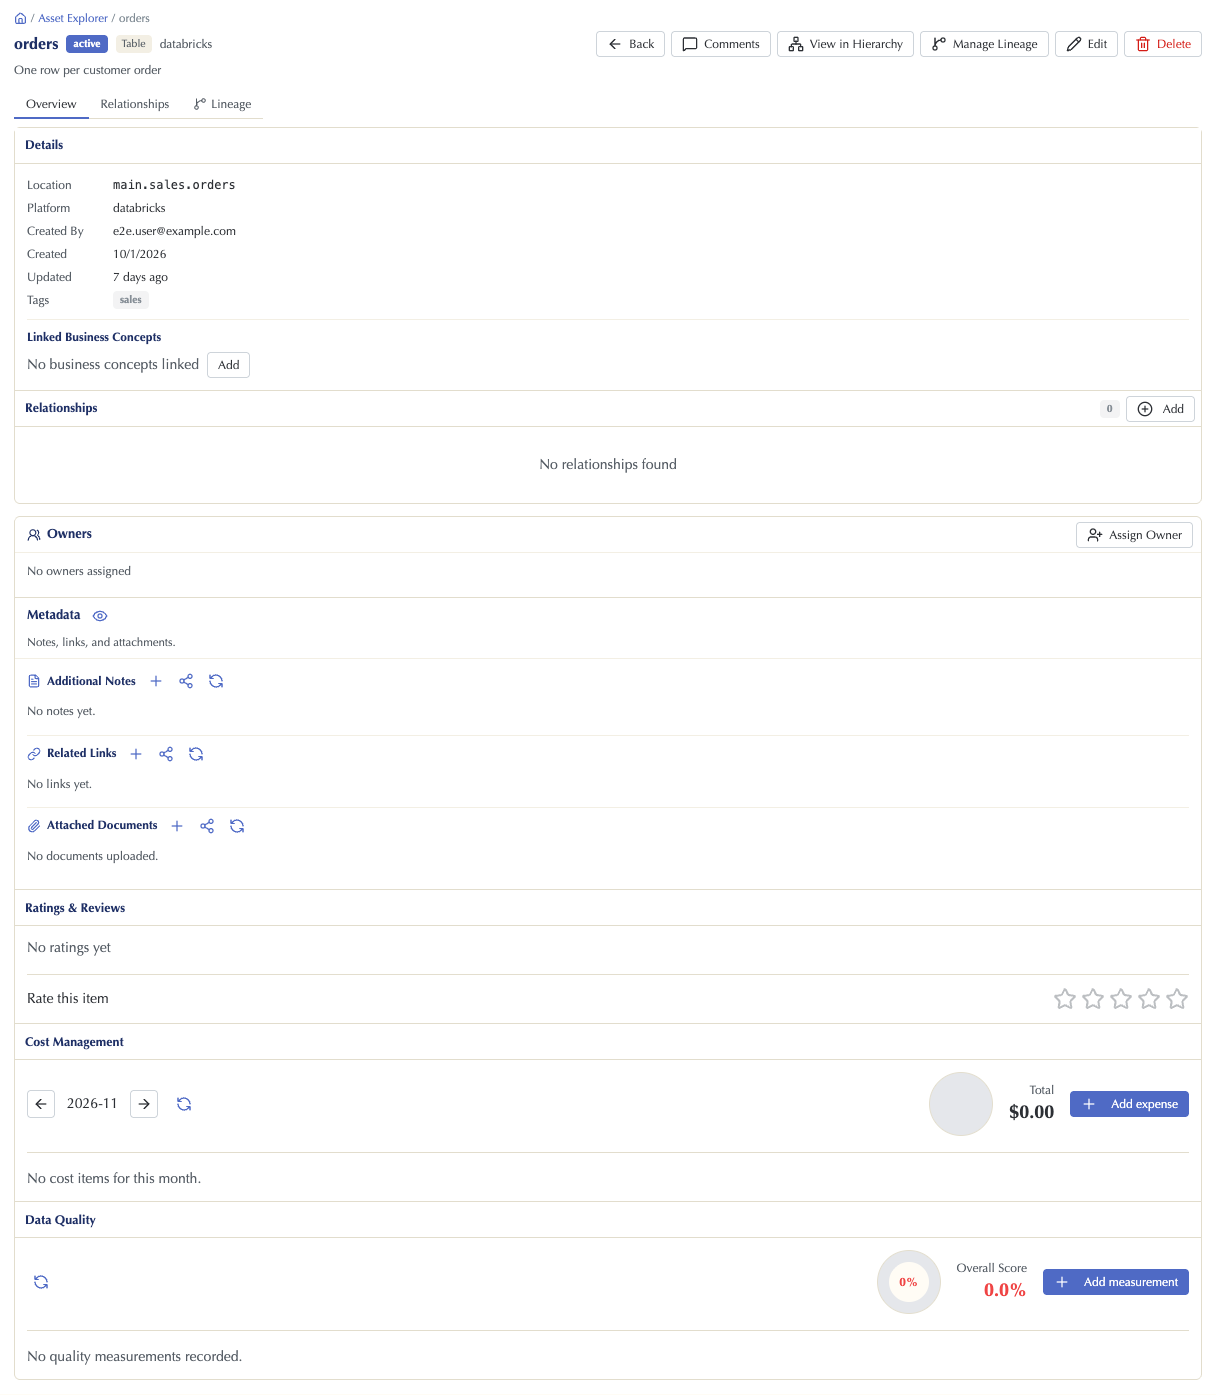 / Asset Explorer / orders
orders active Table databricks Back Comments View in Hierarchy Manage Lineage Edit Delete
One row per customer order
Overview Relationships Lineage
Details
Location main.sales.orders
Platform databricks
Created By e2e.user@example.com
Created 10/1/2026
Updated 7 days ago
Tags sales
Linked Business Concepts
No business concepts linked Add
Relationships 0 Add
No relationships found
Owners Assign Owner
No owners assigned
Metadata
Notes, links, and attachments.
Additional Notes
No notes yet.
Related Links
No links yet.
Attached Documents
No documents uploaded.
Ratings & Reviews
No ratings yet
Rate this item
Cost Management
2026-11 Total Add expense
$0.00
No cost items for this month.
Data Quality
0% Overall Score Add measurement
0.0%
No quality measurements recorded.